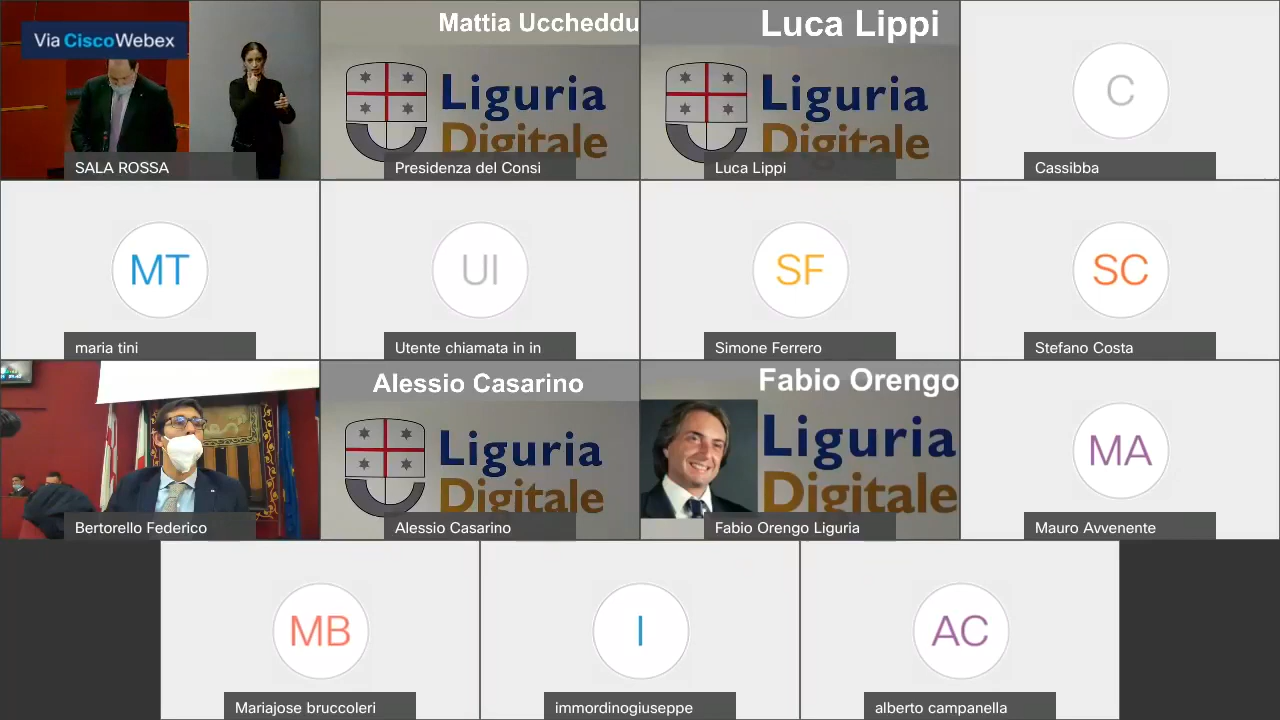 Via Cisco Webex
SALA ROSSA
Mattia Uccheddu
Liguria
Digitale
Presidenza del Consi
Luca Lippi
Liguria
Digitale
Luca Lippi
C
Cassibba
MT
maria tini
UI
Utente chiamata in in
SF
Simone Ferrero
SC
Stefano Costa
Bertorello Federico
Alessio Casarino
Liguria
Digitale
Alessio Casarino
Fabio Orengo
Liguria
Digitale
Fabio Orengo Liguria
MA
Mauro Avvenente
MB
Mariajose bruccoleri
I
immordinogiuseppe
AC
alberto campanella